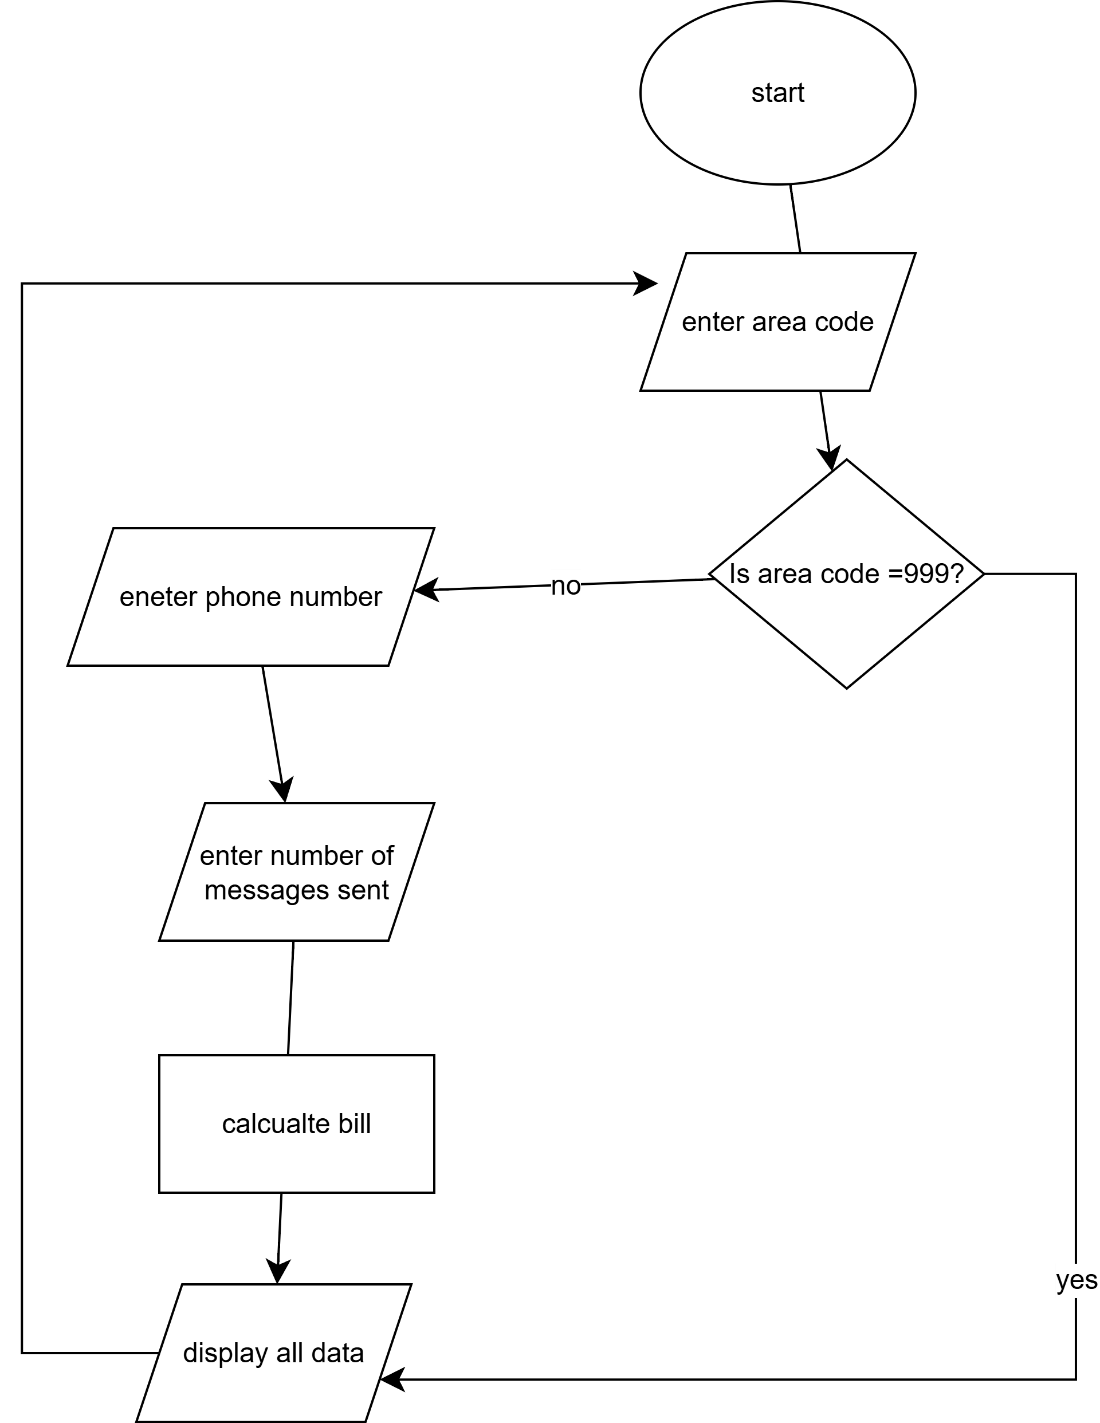 start
enter area code
Is area code =999?
no
eneter phone number
enter number of
messages sent
calcualte bill
yes
display all data